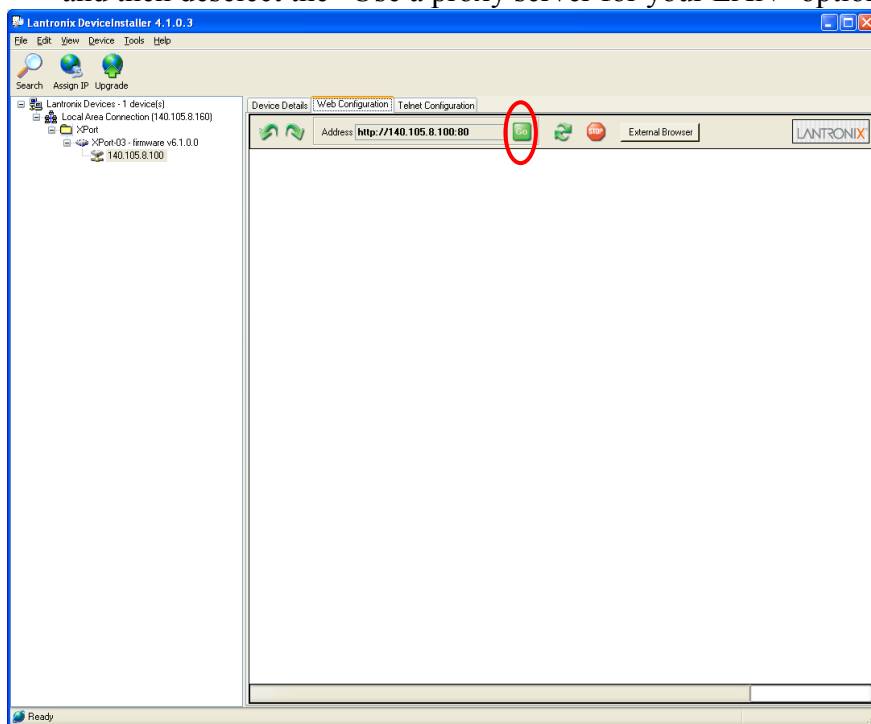 and then deselect the "Use a proxy server for your LAN" option
Lantronix DeviceInstaller 4.1.0.3
File Edit View Device Tools Help
Search Assign IP Upgrade
Lantronix Devices - 1 device(s)
Local Area Connection (140.105.8.160)
XPort
XPort-03 - firmware v6.1.0.0
140.105.8.100
Device Details Web Configuration Telnet Configuration
Address http://140.105.8.100:80 Go STOP External Browser LANTRONIX
Ready